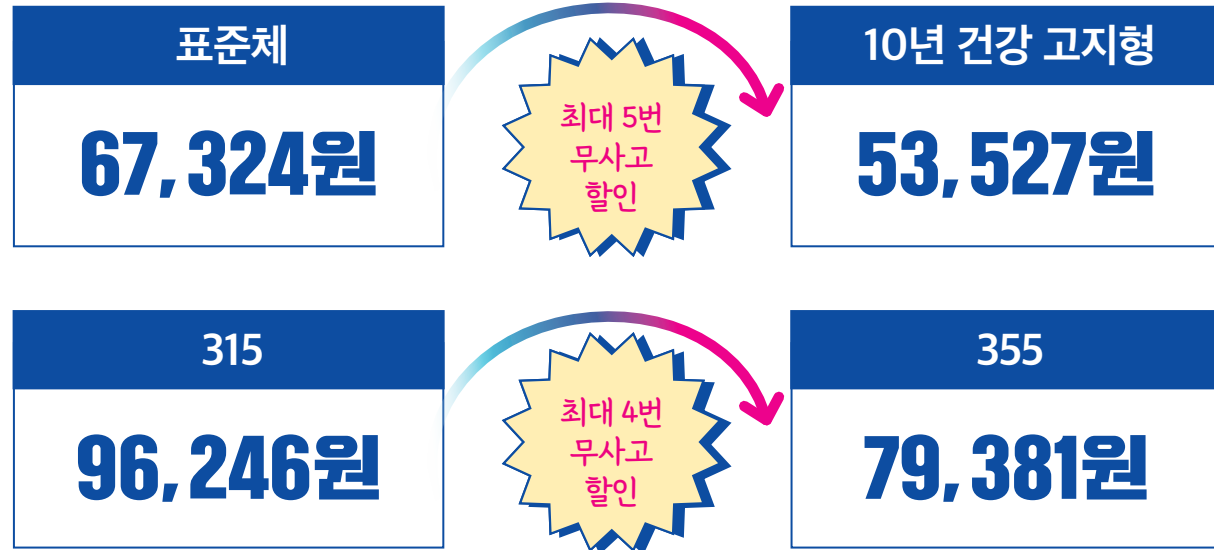 표준체
67,324원
최대 5번
무사고
할인
10년 건강 고지형
53,527원
315
96,246원
최대 4번
무사고
할인
355
79,381원